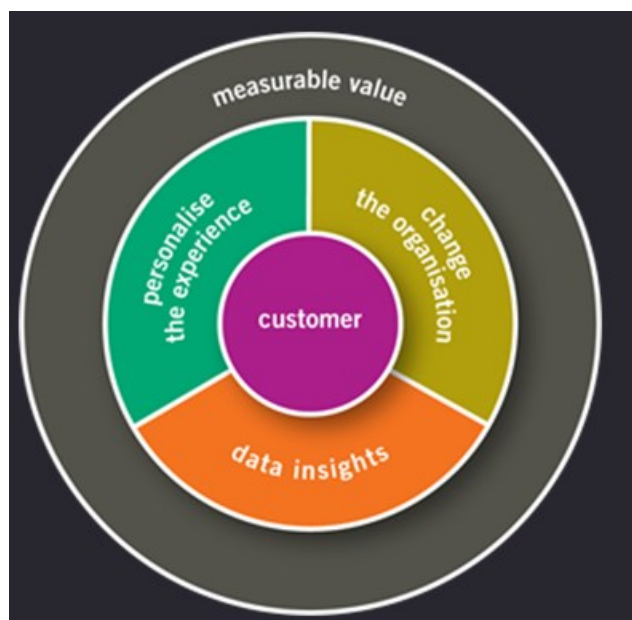 measurable value
personalise
the experience
change
the organisation
customer
data insights